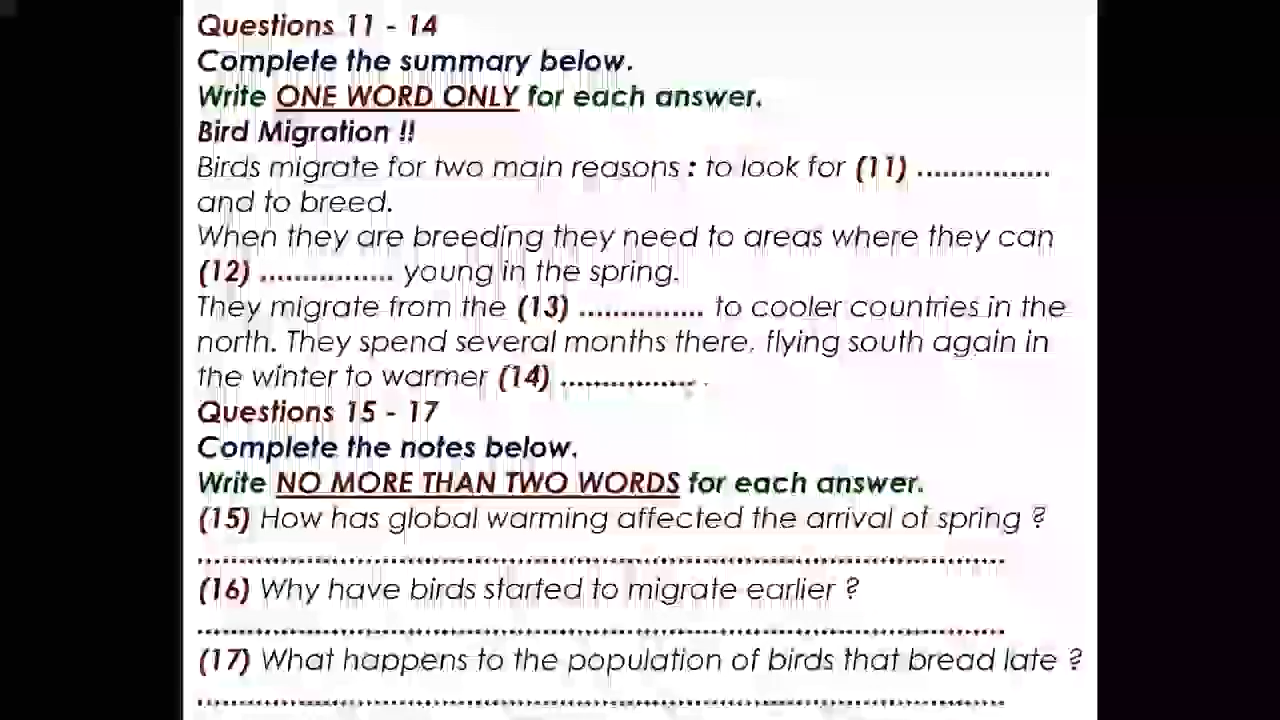 Questions 11 - 14
Complete the summary below.
Write ONE WORD ONLY for each answer.
Bird Migration !!
Birds migrate for two main reasons : to look for (11) ................
and to breed.
When they are breeding they need to areas where they can
(12) ................ young in the spring.
They migrate from the (13) ............... to cooler countries in the
north. They spend several months there, flying south again in
the winter to warmer (14) ................ .
Questions 15 - 17
Complete the notes below.
Write NO MORE THAN TWO WORDS for each answer.
(15) How has global warming affected the arrival of spring ?
................................................................................................
(16) Why have birds started to migrate earlier ?
................................................................................................
(17) What happens to the population of birds that bread late ?
................................................................................................